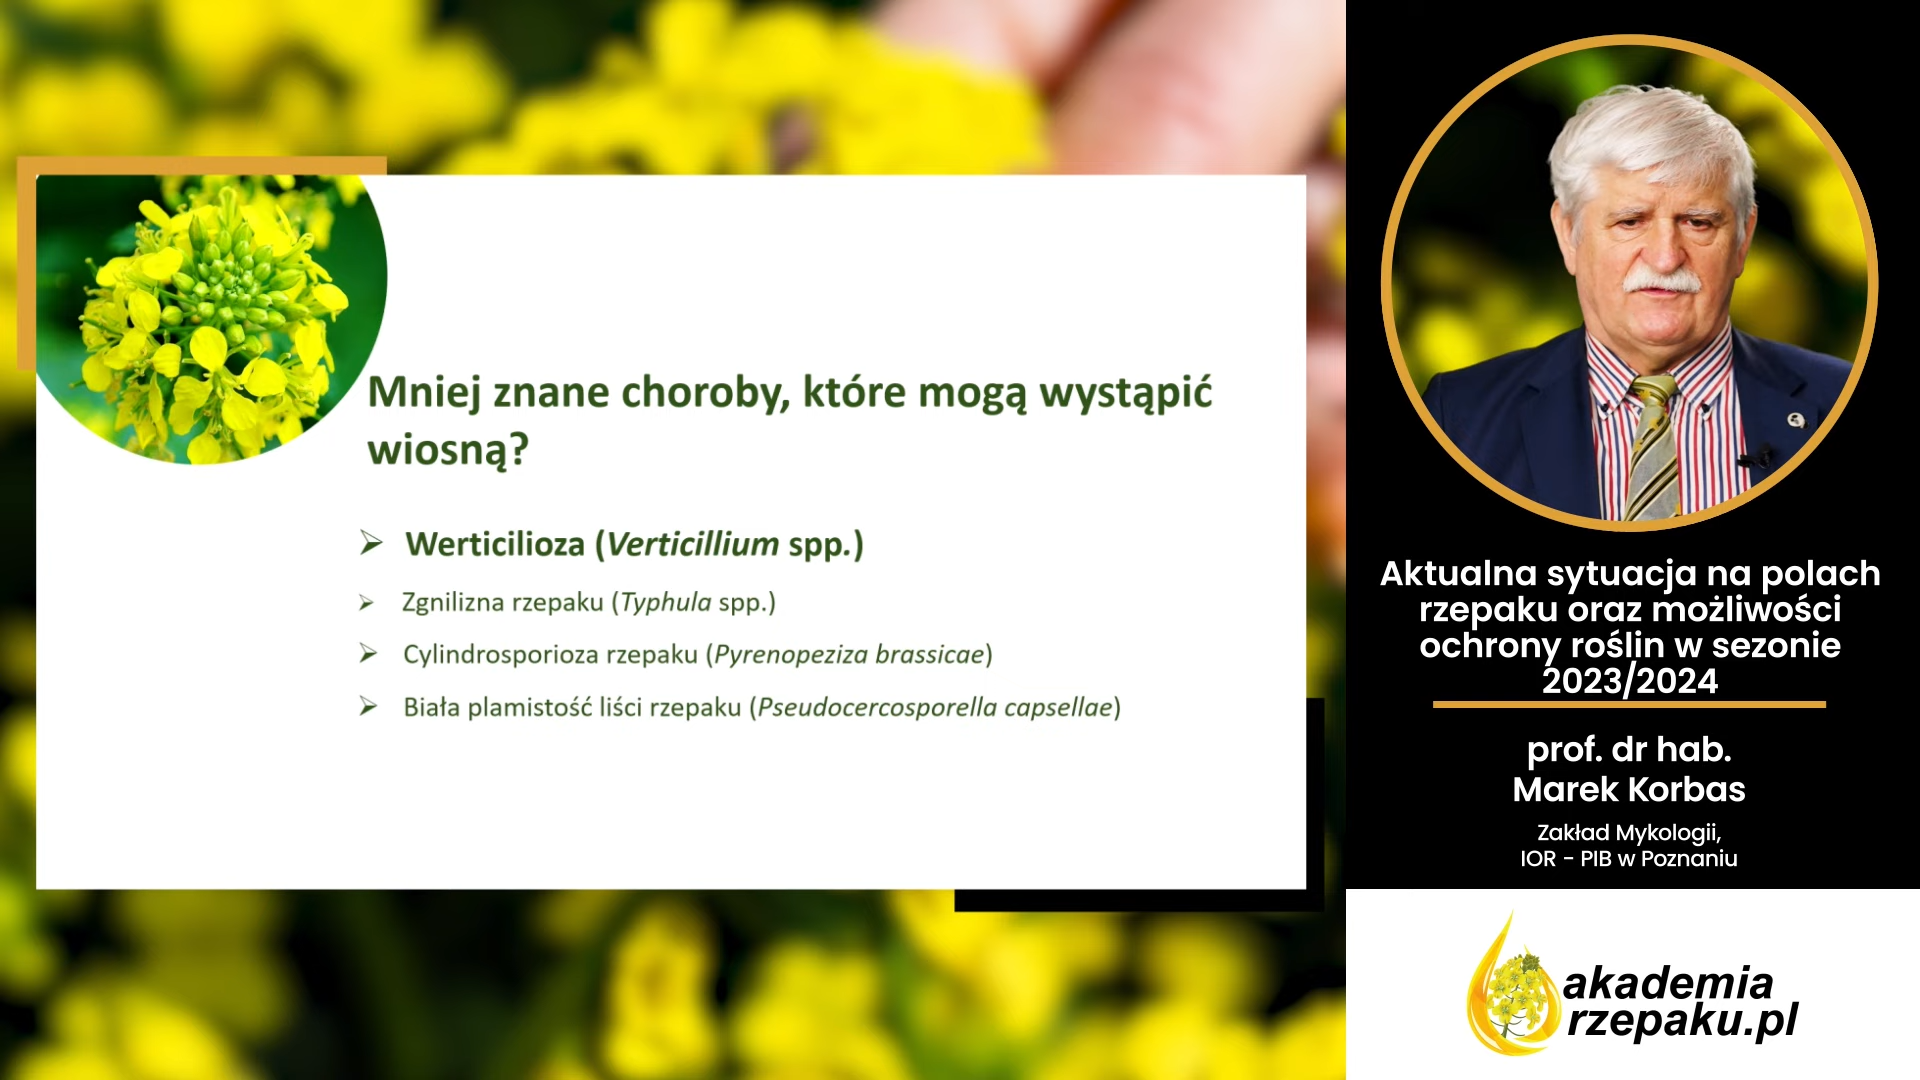 Mniej znane choroby, które mogą wystąpić
wiosną?
Werticilioza (Verticillium spp.)
Zgnilizna rzepaku (Typhula spp.)
Cylindrosporioza rzepaku (Pyrenopeziza brassicae)
Biała plamistość liści rzepaku (Pseudocercosporella capsellae)
Aktualna sytuacja na polach
rzepaku oraz możliwości
ochrony roślin w sezonie
2023/2024
prof. dr hab.
Marek Korbas
Zakład Mykologii,
IOR - PIB w Poznaniu
akademia
rzepaku.pl